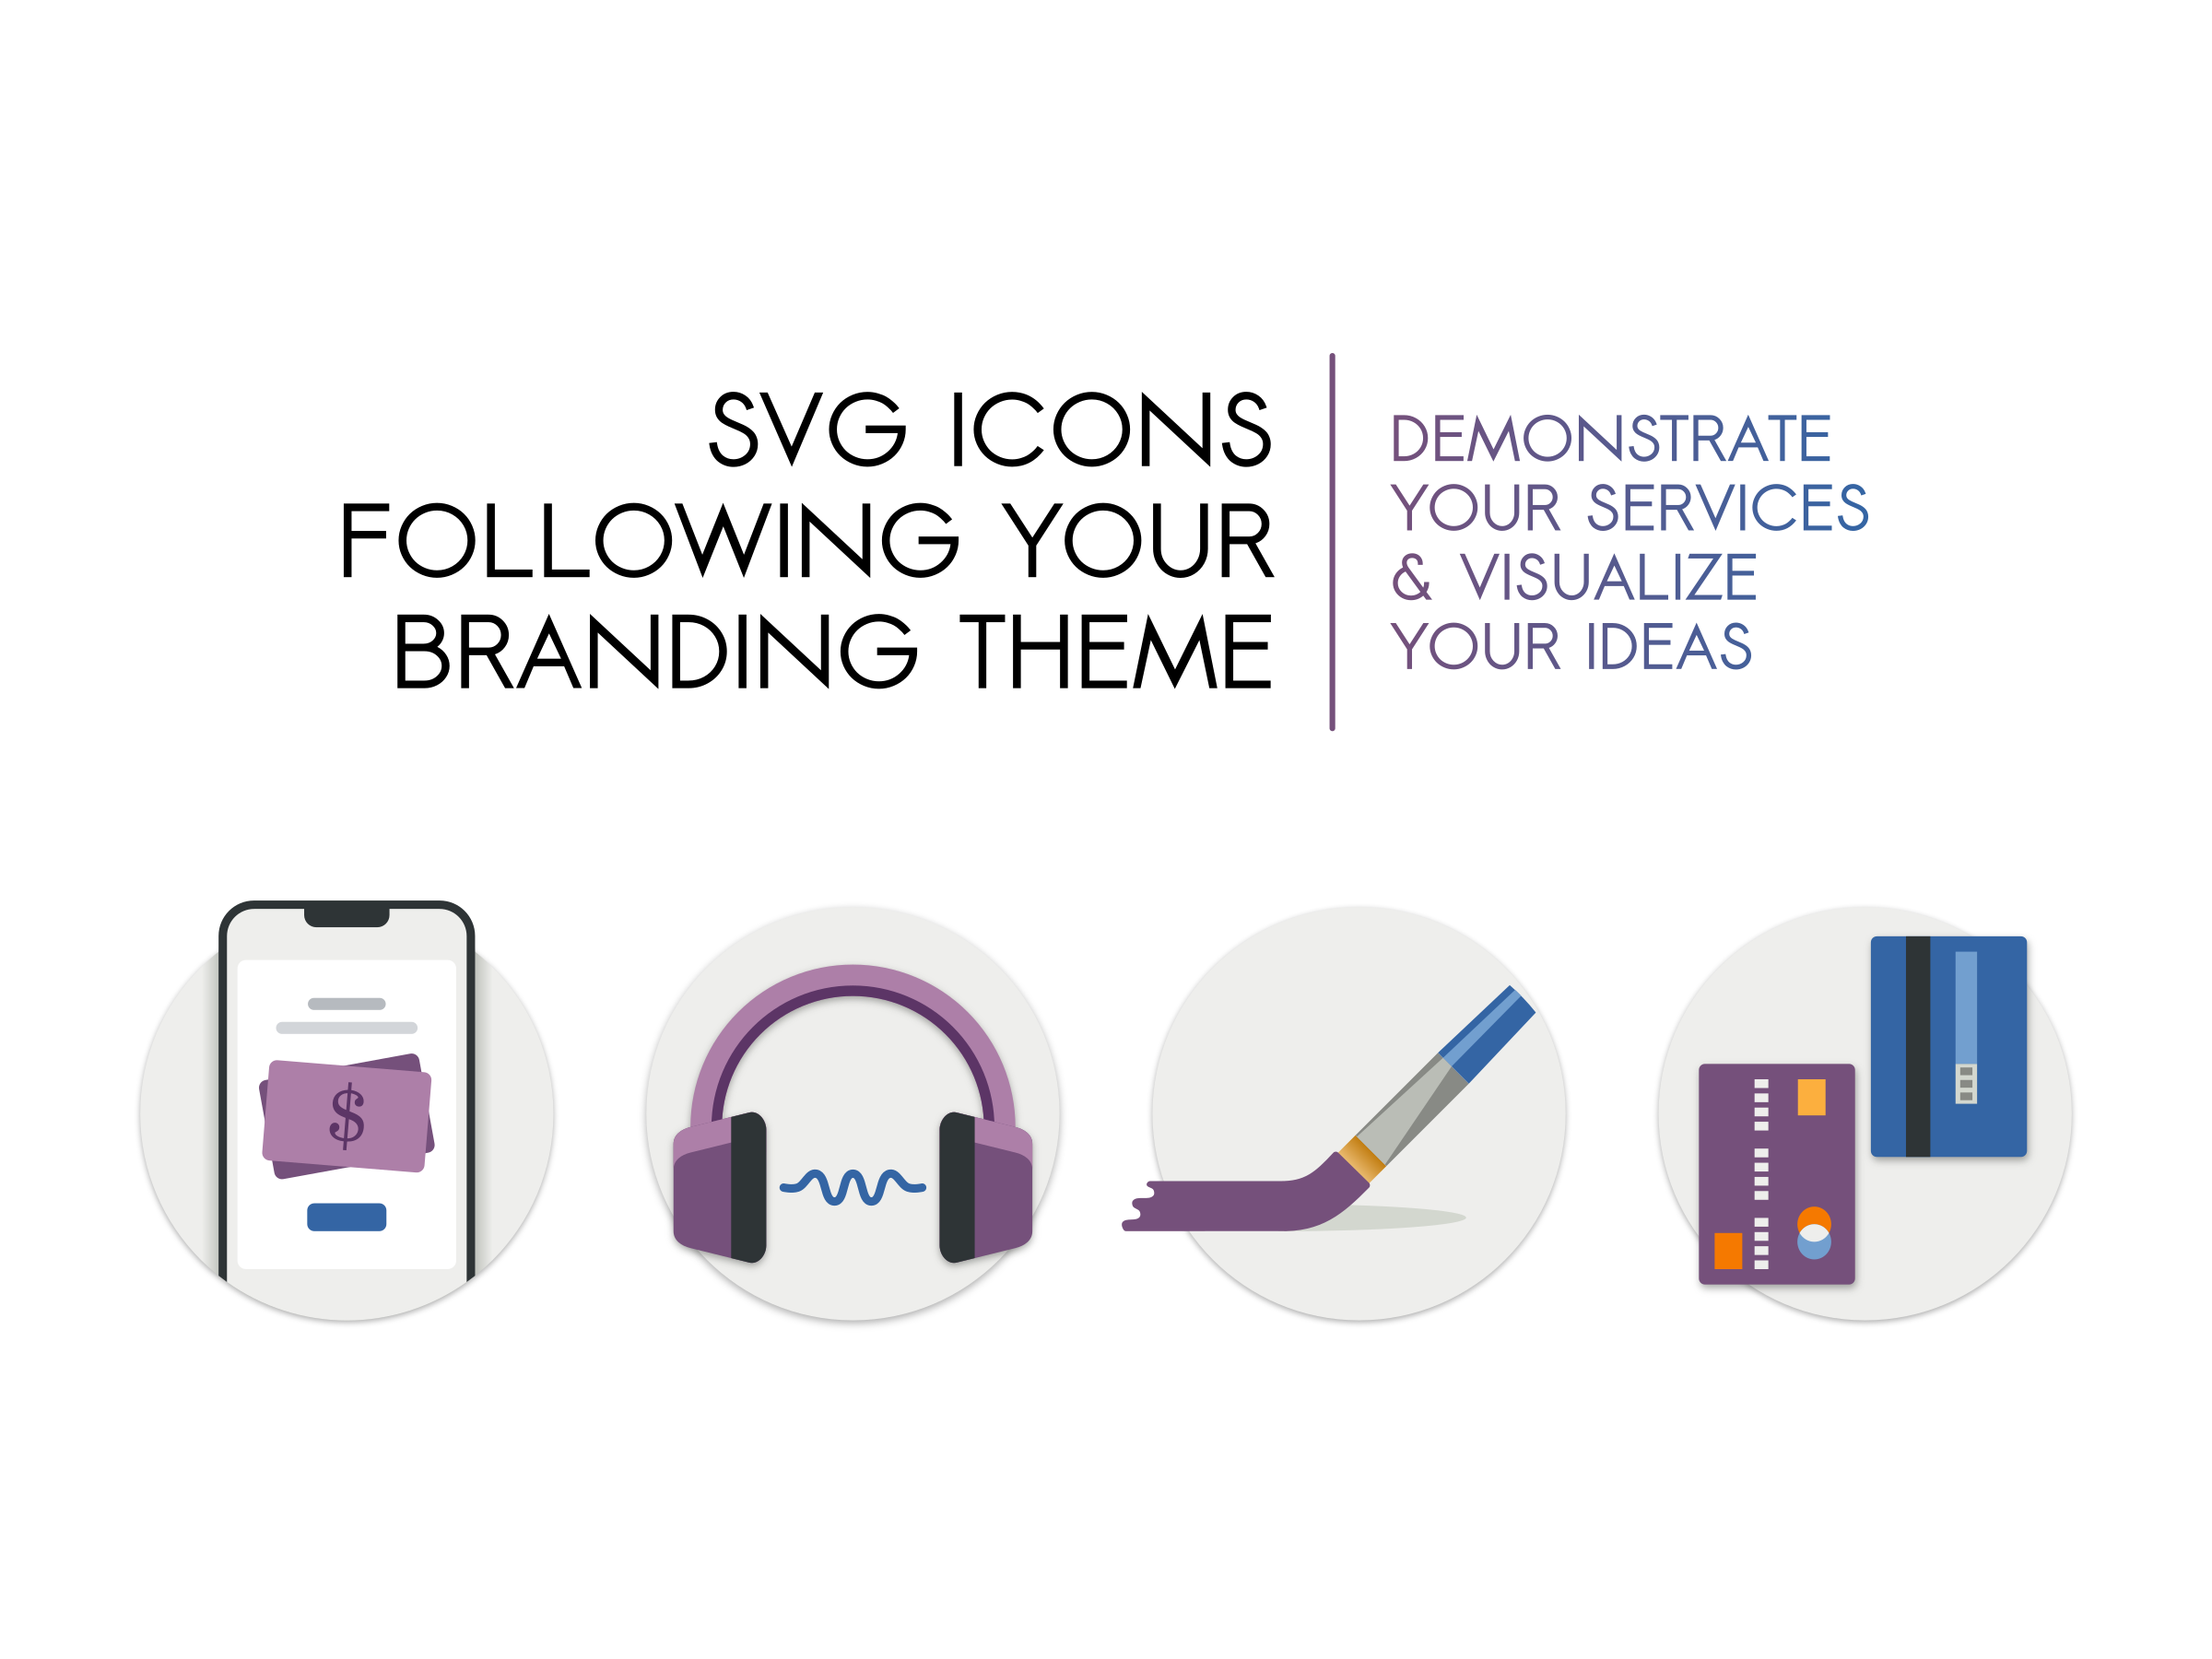 SVG ICONS
FOLLOWING YOUR
BRANDING THEME
DEMONSTRATE
YOUR SERVICES
& VISUALIZE
YOUR IDEAS
$